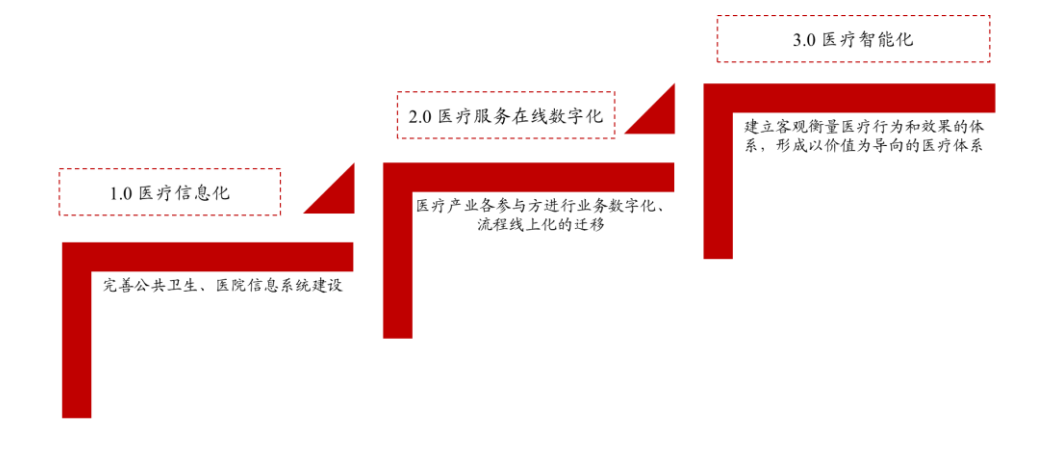 1.0 医疗信息化
完善公共卫生、医院信息系统建设
2.0 医疗服务在线数字化
医疗产业各参与方进行业务数字化、
流程线上化的迁移
3.0 医疗智能化
建立客观衡量医疗行为和效果的体
系，形成以价值为导向的医疗体系